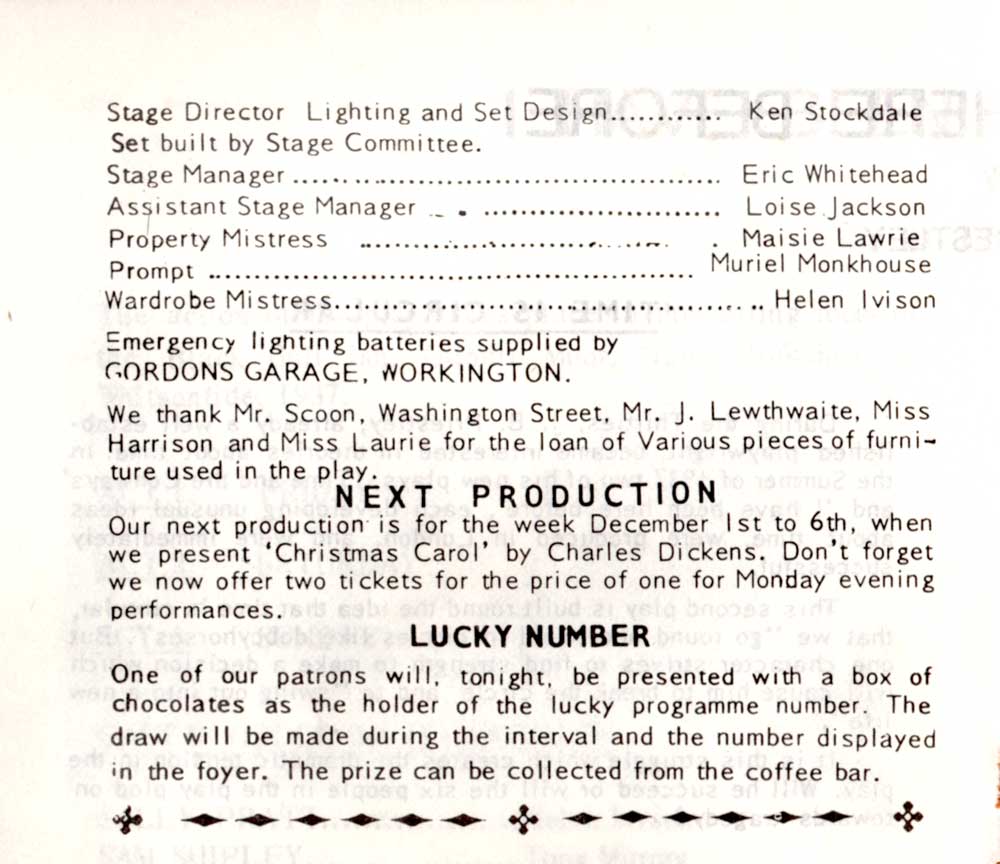 Stage Director Lighting and Set Design............ Ken Stockdale
Set built by Stage Committee.
Stage Manager ........................................... Eric Whitehead
Assistant Stage Manager ........................... Loise Jackson
Property Mistress ................................ Maisie Lawrie
Prompt ................................................. Muriel Monkhouse
Wardrobe Mistress........................................... Helen Ivison
Emergency lighting batteries supplied by
GORDONS GARAGE, WORKINGTON.
We thank Mr. Scoon, Washington Street, Mr. J. Lewthwaite, Miss
Harrison and Miss Laurie for the loan of Various pieces of furni-
ture used in the play.
NEXT PRODUCTION
Our next production is for the week December 1st to 6th, when
we present 'Christmas Carol' by Charles Dickens. Don't forget
we now offer two tickets for the price of one for Monday evening
performances.
LUCKY NUMBER
One of our patrons will, tonight, be presented with a box of
chocolates as the holder of the lucky programme number. The
draw will be made during the interval and the number displayed
in the foyer. The prize can be collected from the coffee bar.